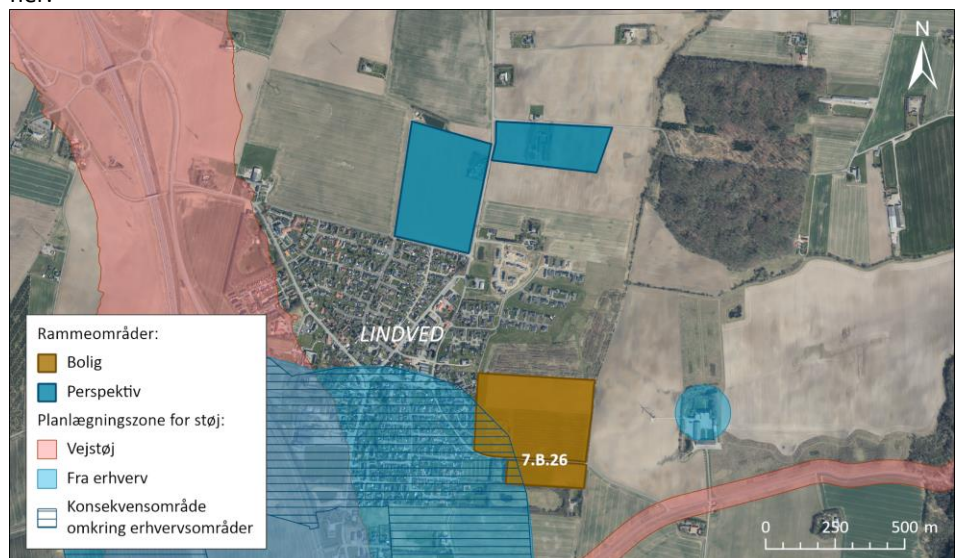 N
LINDVED
7.B.26
Rammeområder:
Bolig
Perspektiv
Planlægningszone for støj:
Vejstøj
Fra erhverv
Konsekvensområde
omkring erhvervsområder
0 250 500 m